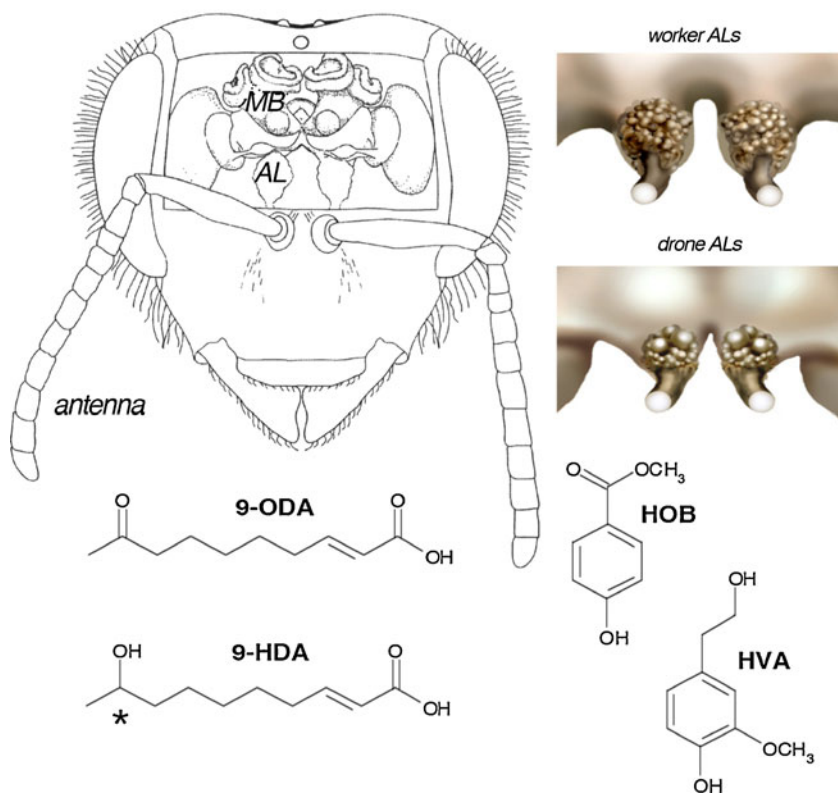 worker ALs
MB
AL
drone ALs
antenna
9-ODA
O
O
OH
O
OCH3
HOB
OH
9-HDA
OH
*
O
OH
OH
HVA
OCH3
OH